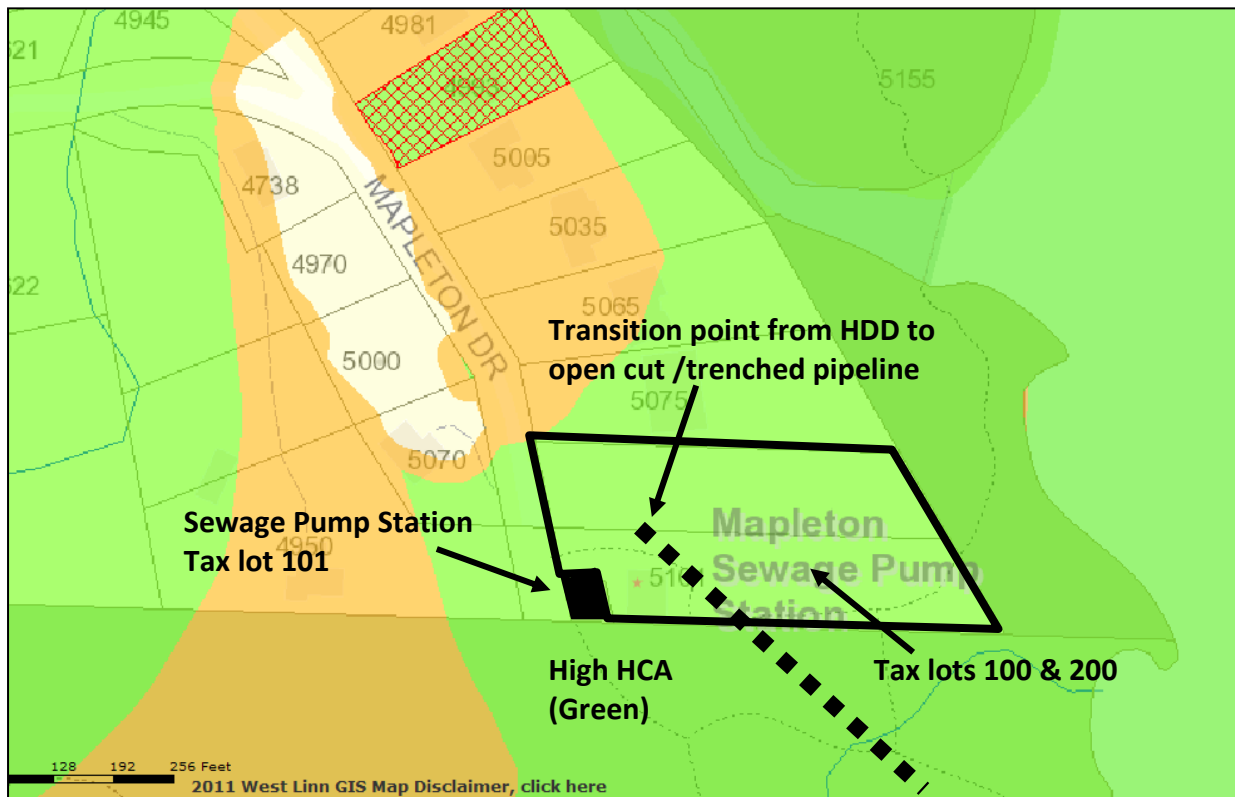 4945
4981
621
5155
5005
4738
MAPLETON DR
5035
4970
622
5065
Transition point from HDD to
open cut /trenched pipeline
5000
5075
5070
Sewage Pump Station
Tax lot 101
4950
Mapleton
Sewage Pump
Station
High HCA
(Green)
Tax lots 100 & 200
128 192 256 Feet
2011 West Linn GIS Map Disclaimer, click here